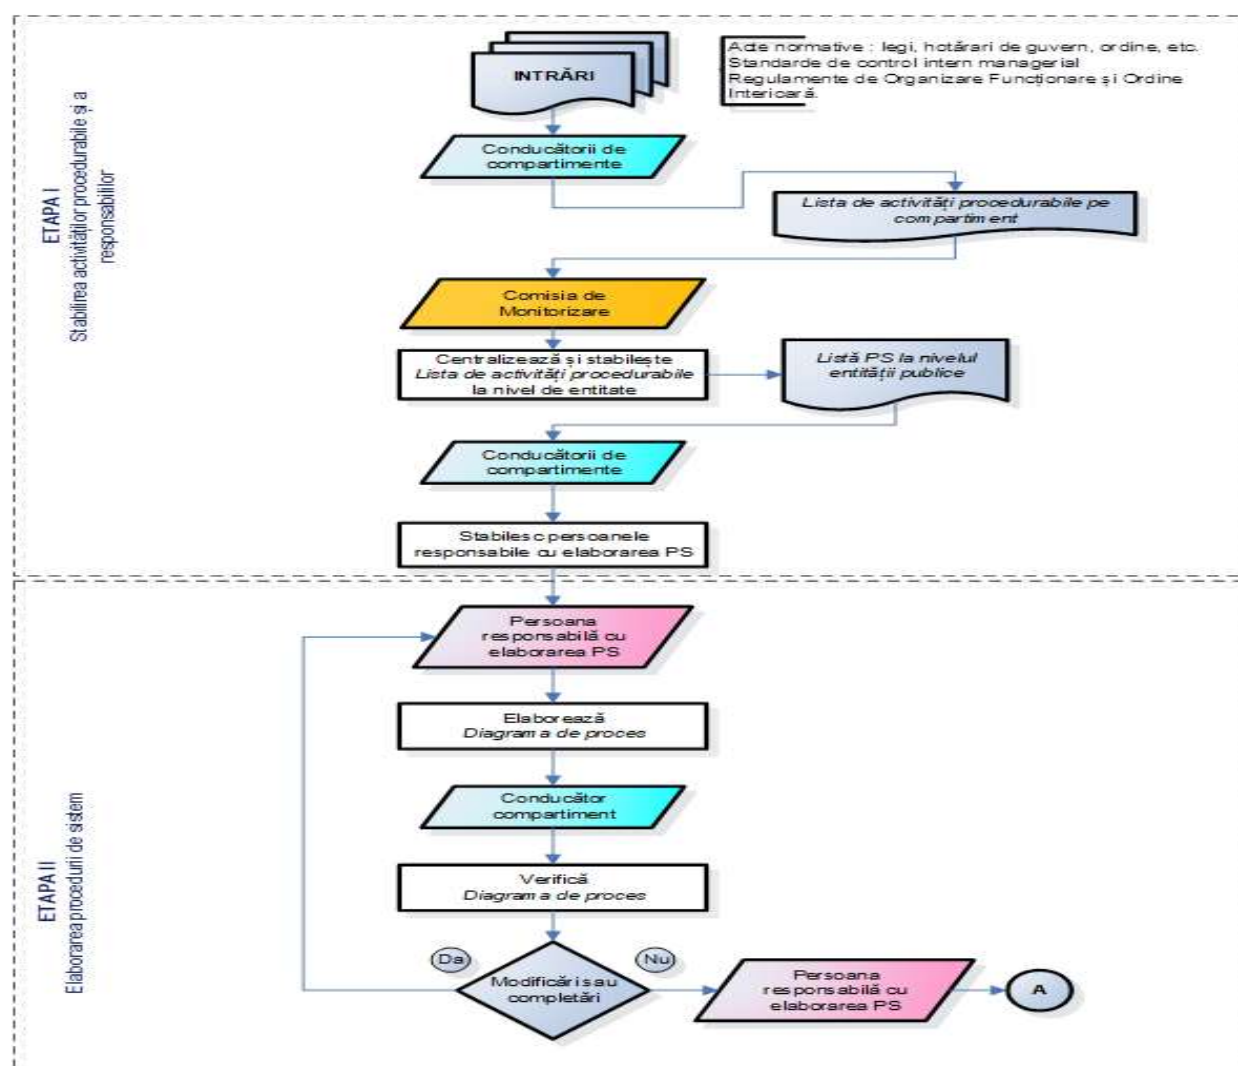 INTRĂRI
Acte normative : legi, hotărari de guvern, ordine, etc.
Standarde de control intern managerial
Regulamente de Organizare Funcționare și Ordine
Interioară.
Conducătorii de
compartimente
Lista de activități procedurabile pe
compartiment
ETAPA I
Stabilirea activităților procedurabile și a
responsabililor
Comisia de
Monitorizare
Centralizează și stabilește
Lista de activități procedurabile
la nivel de entitate
Listă PS la nivelul
entității publice
Conducătorii de
compartimente
Stabilesc persoanele
responsabile cu elaborarea PS
Persoana
responsabilă cu
elaborarea PS
Elaborează
Diagrama de proces
Conducător
compartiment
ETAPA II
Elaborarea procedurii de sistem
Verifică
Diagrama de proces
Da
Nu
Modificări sau
completări
Persoana
responsabilă cu
elaborarea PS
A